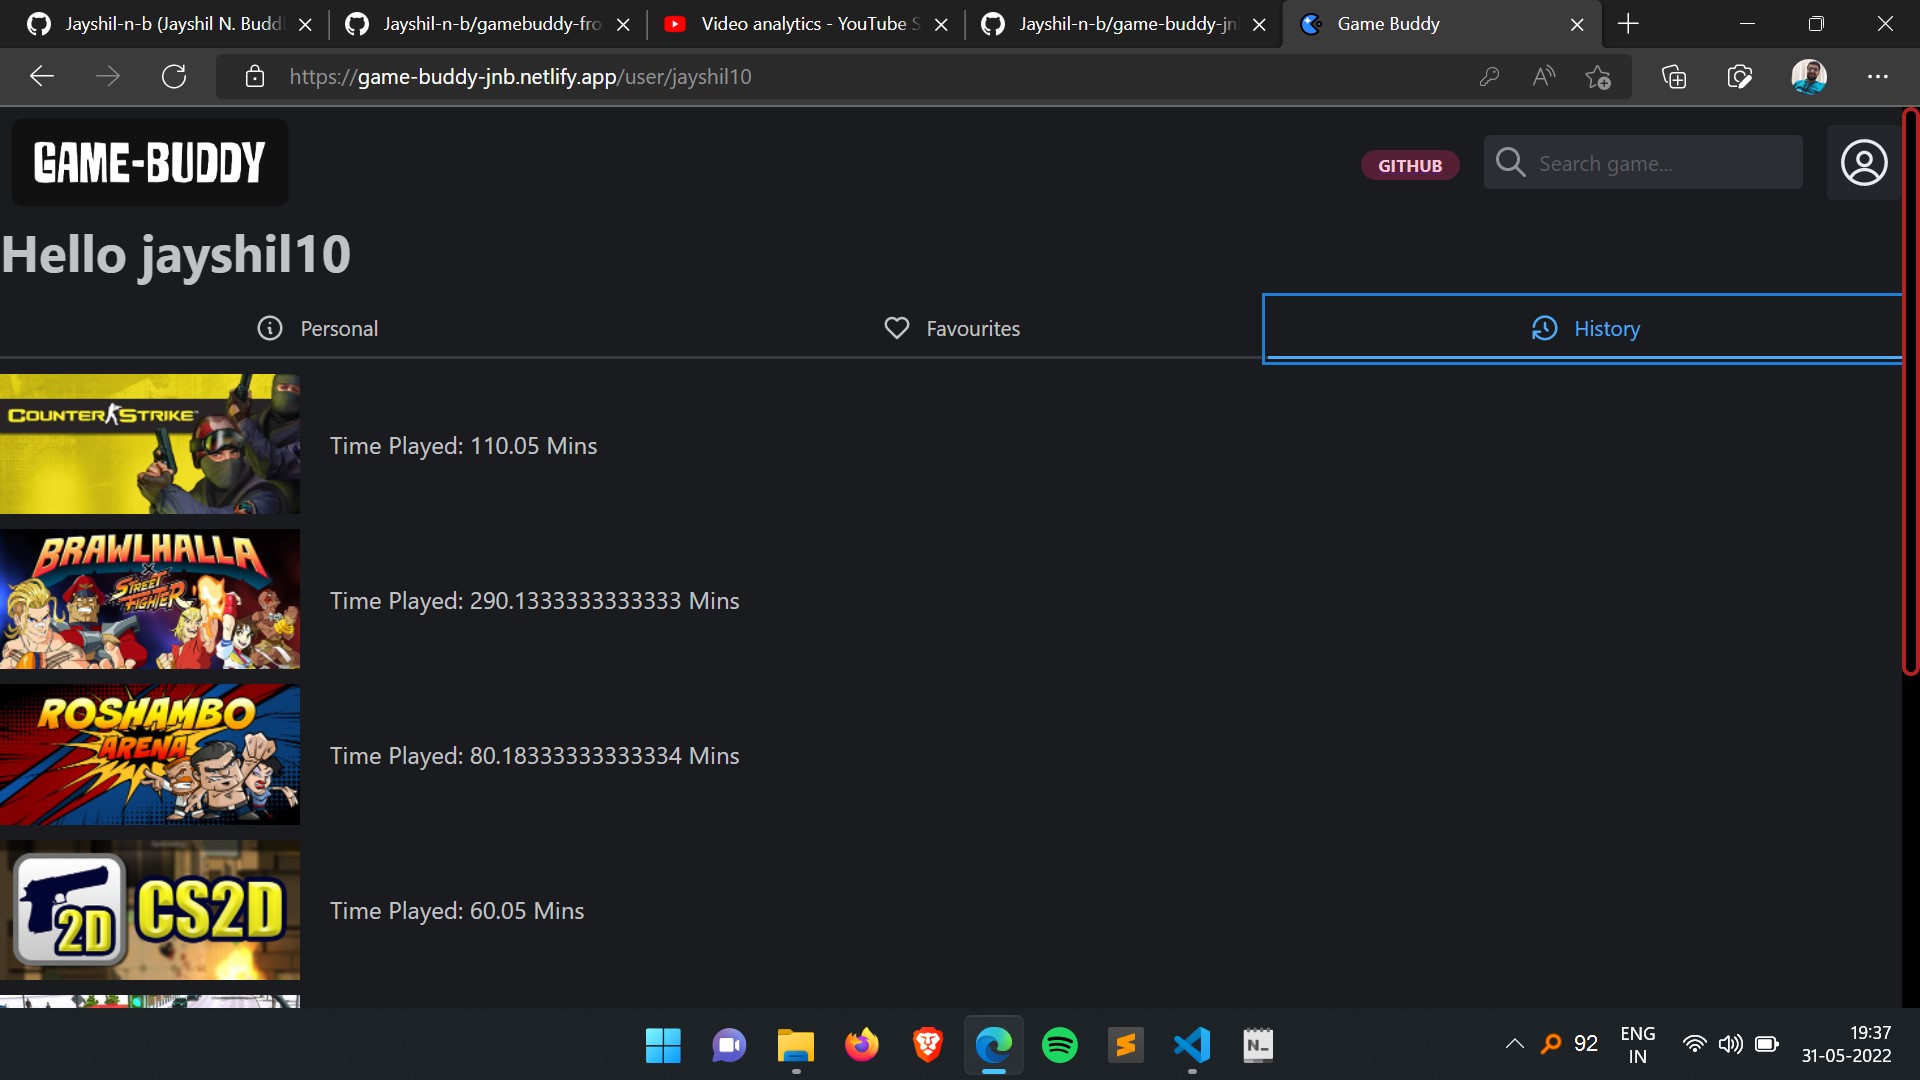 Jayshil-n-b (Jayshil N. Budd
Jayshil-n-b/gamebuddy-fro
Video analytics - YouTube S
Jayshil-n-b/game-buddy-jn
Game Buddy
https://game-buddy-jnb.netlify.app/user/jayshil10
GAME-BUDDY
GITHUB
Search game...
Hello jayshil10
Personal
Favourites
History
COUNTER STRIKE
Time Played: 110.05 Mins
BRAWLHALLA
X
STREET
FIGHTER
Time Played: 290.1333333333333 Mins
ROSHAMBO
ARENA
Time Played: 80.18333333333334 Mins
2D
CS2D
Time Played: 60.05 Mins
N_
92
ENG
IN
19:37
31-05-2022